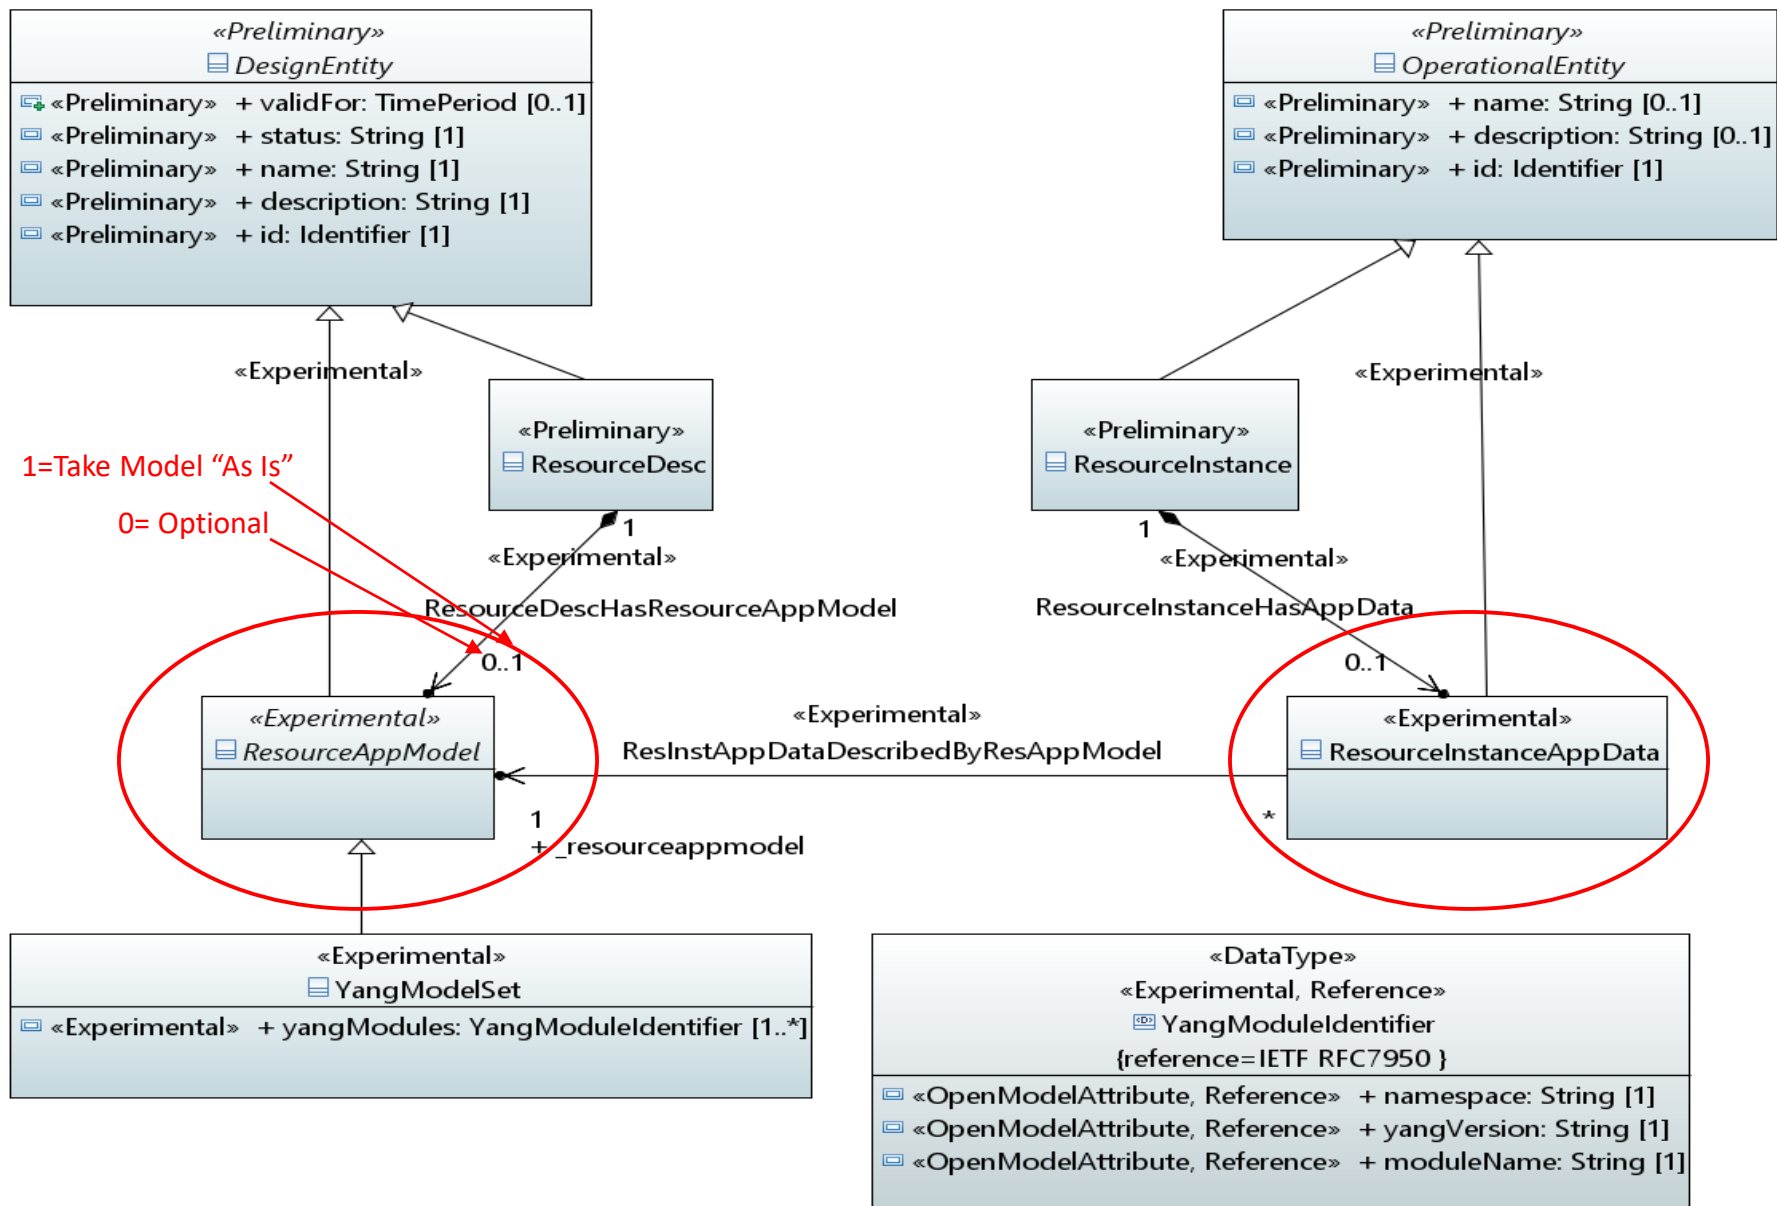 «Preliminary»
DesignEntity
«Preliminary» + validFor: TimePeriod [0..1]
«Preliminary» + status: String [1]
«Preliminary» + name: String [1]
«Preliminary» + description: String [1]
«Preliminary» + id: Identifier [1]
«Preliminary»
OperationalEntity
«Preliminary» + name: String [0..1]
«Preliminary» + description: String [0..1]
«Preliminary» + id: Identifier [1]
«Experimental»
«Experimental»
«Preliminary»
ResourceDesc
«Preliminary»
ResourceInstance
1=Take Model “As Is”
0= Optional
1
«Experimental»
ResourceDescHasResourceAppModel
0..1
1
«Experimental»
ResourceInstanceHasAppData
0..1
«Experimental»
ResourceAppModel
«Experimental»
ResInstAppDataDescribedByResAppModel
1
+ _resourceappmodel
*
«Experimental»
ResourceInstanceAppData
«Experimental»
YangModelSet
«Experimental» + yangModules: YangModuleIdentifier [1..*]
«DataType»
«Experimental, Reference»
YangModuleIdentifier
{reference=IETF RFC7950 }
«OpenModelAttribute, Reference» + namespace: String [1]
«OpenModelAttribute, Reference» + yangVersion: String [1]
«OpenModelAttribute, Reference» + moduleName: String [1]